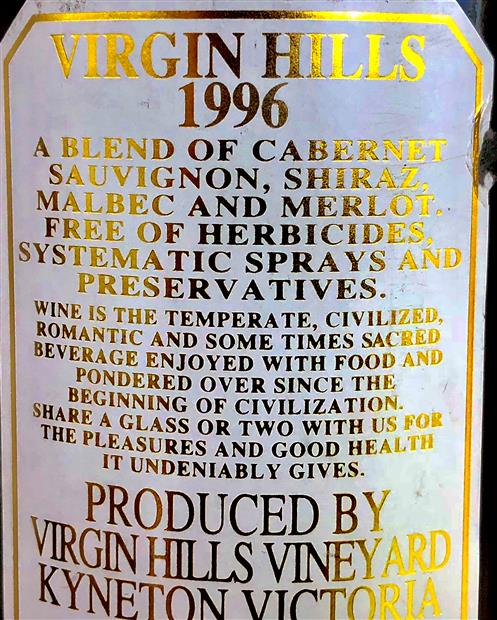 VIRGIN HILLS
1996
A BLEND OF CABERNET
SAUVIGNON, SHIRAZ,
MALBEC AND MERLOT.
FREE OF HERBICIDES,
SYSTEMATIC SPRAYS AND
PRESERVATIVES.
WINE IS THE TEMPERATE, CIVILIZED,
ROMANTIC AND SOME TIMES SACRED
BEVERAGE ENJOYED WITH FOOD AND
PONDERED OVER SINCE THE
BEGINNING OF CIVILIZATION.
SHARE A GLASS OR TWO WITH US FOR
THE PLEASURES AND GOOD HEALTH
IT UNDENIABLY GIVES.
PRODUCED BY
VIRGIN HILLS VINEYARD
KYNETON VICTORIA